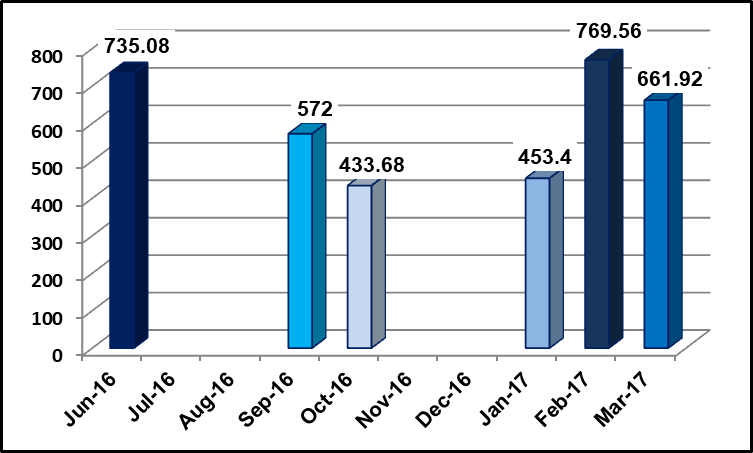 769.56
735.08
661.92
572
433.68
453.4
800
700
600
500
400
300
200
100
0
Jun-16
Jul-16
Aug-16
Sep-16
Oct-16
Nov-16
Dec-16
Jan-17
Feb-17
Mar-17